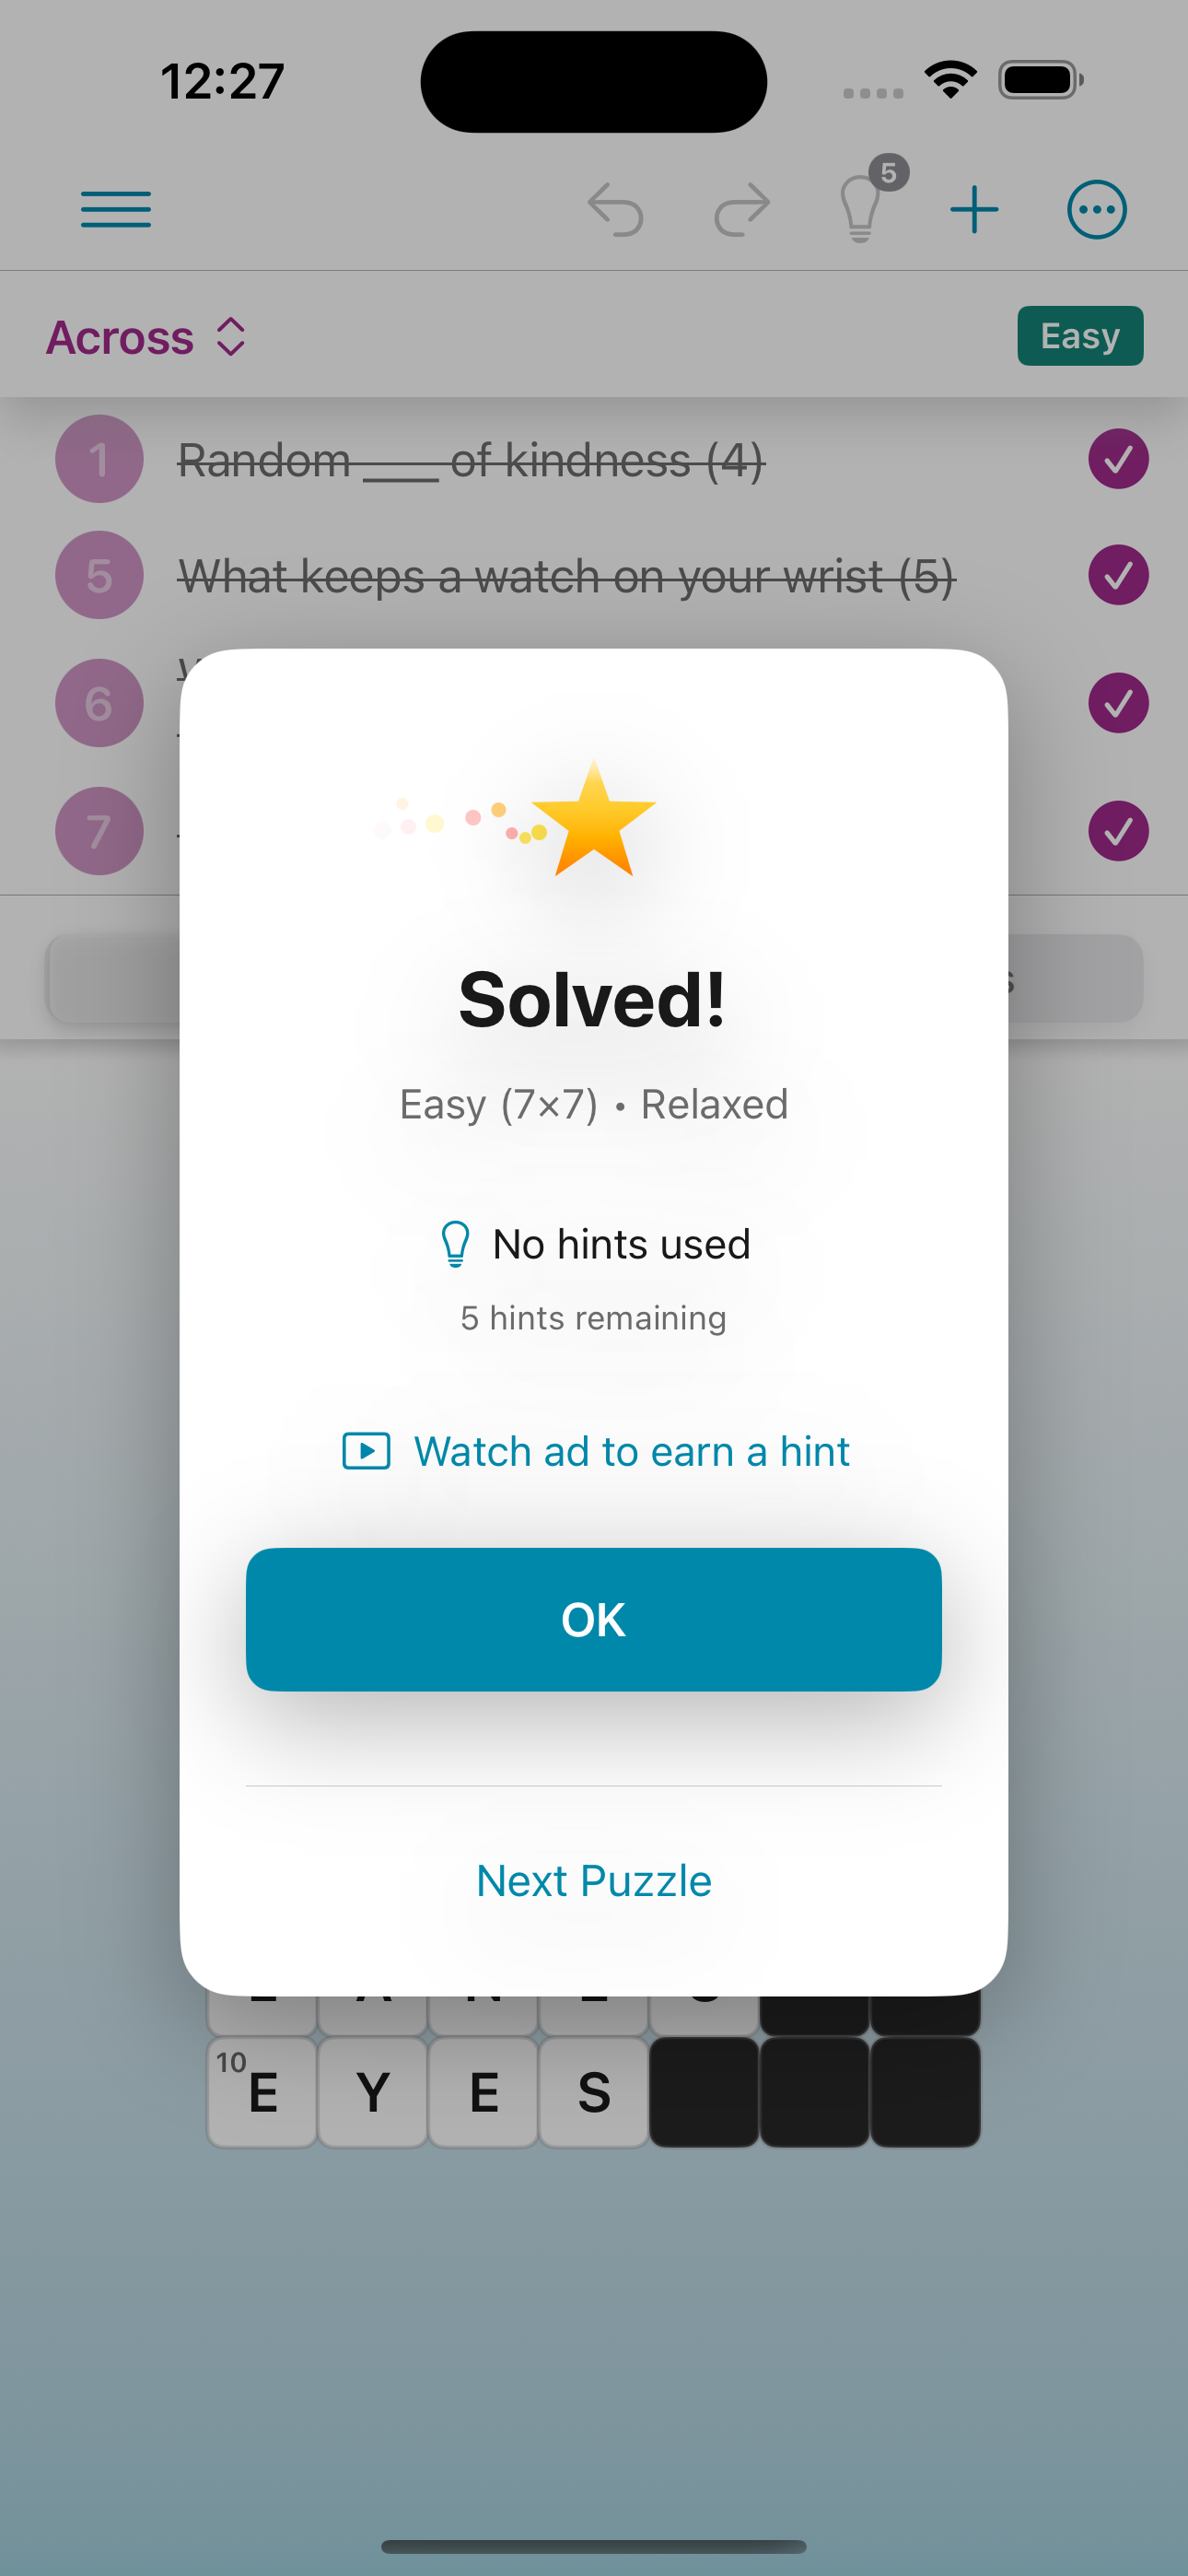 12:27
5
Across
Easy
1 Random ____ of kindness (4)
5 What keeps a watch on your wrist (5)
6
7
Solved!
Easy (7×7) • Relaxed
No hints used
5 hints remaining
Watch ad to earn a hint
OK
Next Puzzle
10
E Y E S